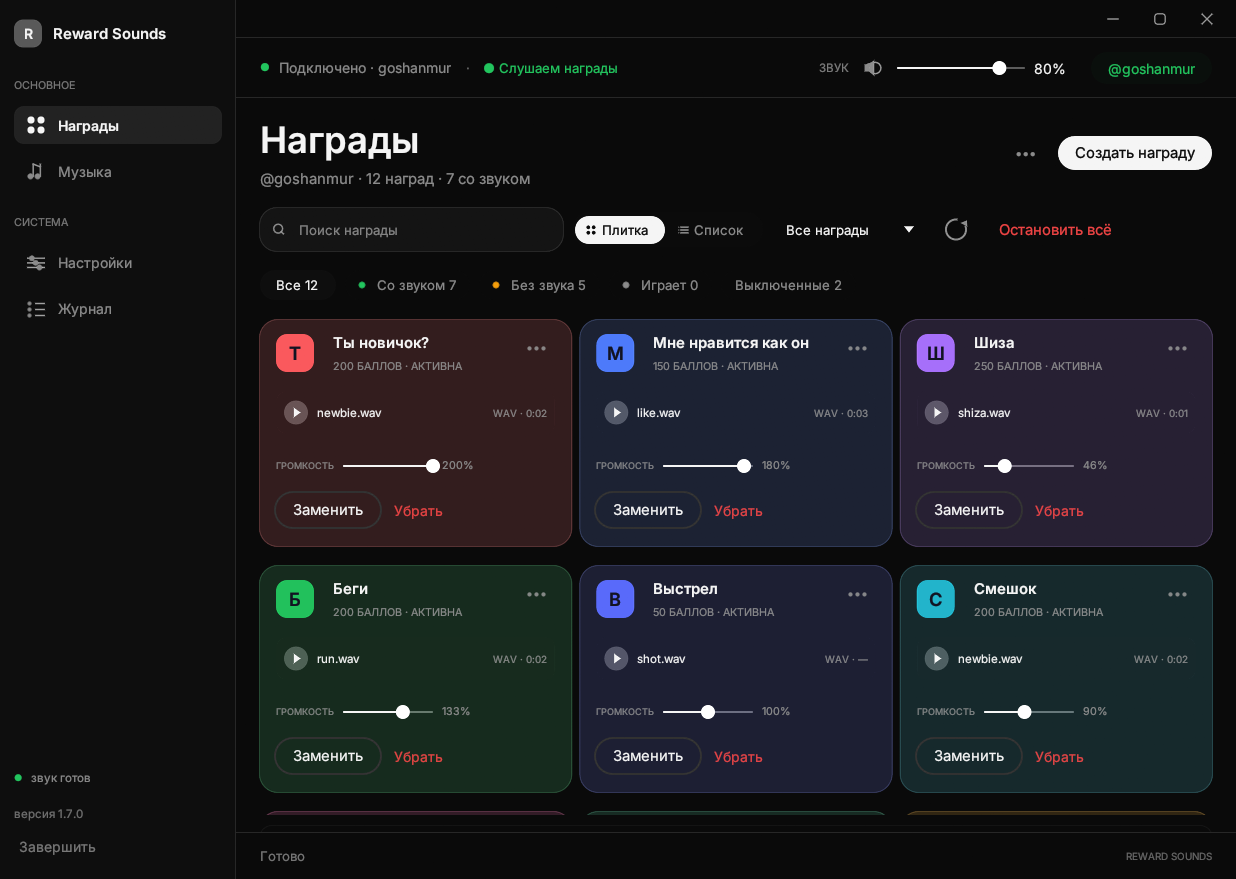 R Reward Sounds
ОСНОВНОЕ
Награды
Музыка
СИСТЕМА
Настройки
Журнал
звук готов
версия 1.7.0
Завершить
Подключено · goshanmur · Слушаем награды
ЗВУК 80% @goshanmur
Награды
@goshanmur · 12 наград · 7 со звуком
Создать награду
Поиск награды Плитка Список Все награды Остановить всё
Все 12 Со звуком 7 Без звука 5 Играет 0 Выключенные 2
Т Ты новичок?
200 БАЛЛОВ · АКТИВНА
newbie.wav WAV · 0:02
ГРОМКОСТЬ 200%
Заменить Убрать
М Мне нравится как он
150 БАЛЛОВ · АКТИВНА
like.wav WAV · 0:03
ГРОМКОСТЬ 180%
Заменить Убрать
Ш Шиза
250 БАЛЛОВ · АКТИВНА
shiza.wav WAV · 0:01
ГРОМКОСТЬ 46%
Заменить Убрать
Б Беги
200 БАЛЛОВ · АКТИВНА
run.wav WAV · 0:02
ГРОМКОСТЬ 133%
Заменить Убрать
В Выстрел
50 БАЛЛОВ · АКТИВНА
shot.wav WAV · —
ГРОМКОСТЬ 100%
Заменить Убрать
С Смешок
200 БАЛЛОВ · АКТИВНА
newbie.wav WAV · 0:02
ГРОМКОСТЬ 90%
Заменить Убрать
Готово
REWARD SOUNDS